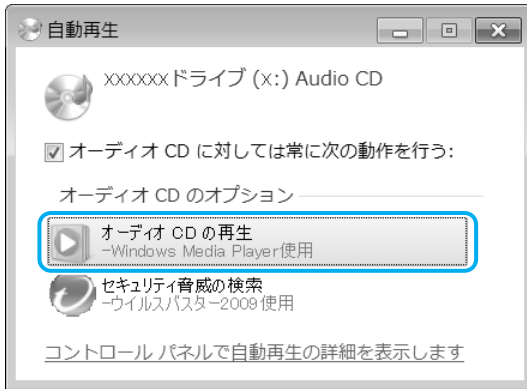 自動再生
xxxxxxドライブ (x:) Audio CD
オーディオ CD に対しては常に次の動作を行う:
オーディオ CD のオプション
オーディオ CD の再生
-Windows Media Player使用
セキュリティ脅威の検索
-ウイルスバスター2009使用
コントロール パネルで自動再生の詳細を表示します